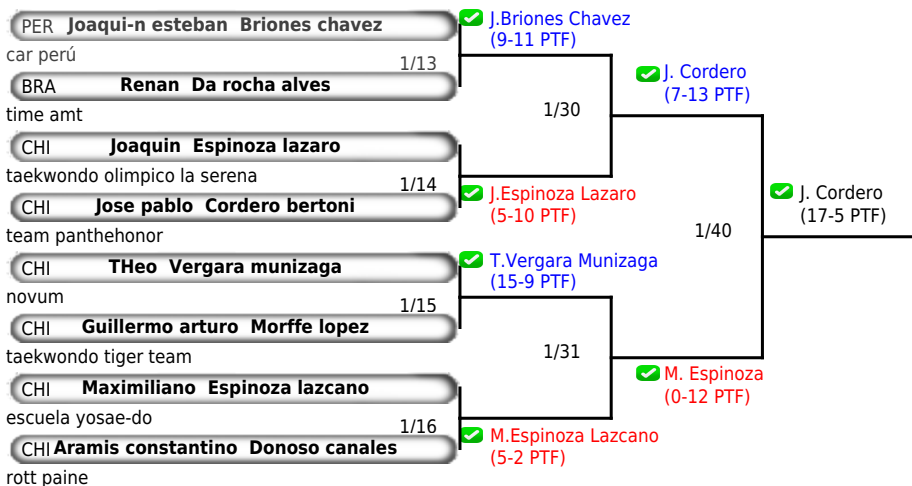 PER Joaqui-n esteban Briones chavez
car perú
1/13
BRA Renan Da rocha alves
time amt
J.Briones Chavez
(9-11 PTF)
CHI Joaquin Espinoza lazaro
taekwondo olimpico la serena
1/14
CHI Jose pablo Cordero bertoni
team panthehonor
J.Espinoza Lazaro
(5-10 PTF)
1/30
J. Cordero
(7-13 PTF)
CHI THeo Vergara munizaga
novum
1/15
CHI Guillermo arturo Morffe lopez
taekwondo tiger team
T.Vergara Munizaga
(15-9 PTF)
CHI Maximiliano Espinoza lazcano
escuela yosae-do
1/16
CHI Aramis constantino Donoso canales
rott paine
M.Espinoza Lazcano
(5-2 PTF)
1/31
M. Espinoza
(0-12 PTF)
1/40
J. Cordero
(17-5 PTF)